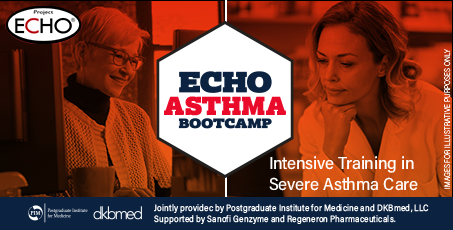 Project
ECHO®
ECHO
ASTHMA
BOOTCAMP
Intensive Training in
Severe Asthma Care
IMAGES FOR ILLUSTRATIVE PURPOSES ONLY
PIM
Postgraduate Institute
for Medicine
dkbmed
Jointly provided by Postgraduate Institute for Medicine and DKBmed, LLC
Supported by Sanofi Genzyme and Regeneron Pharmaceuticals.